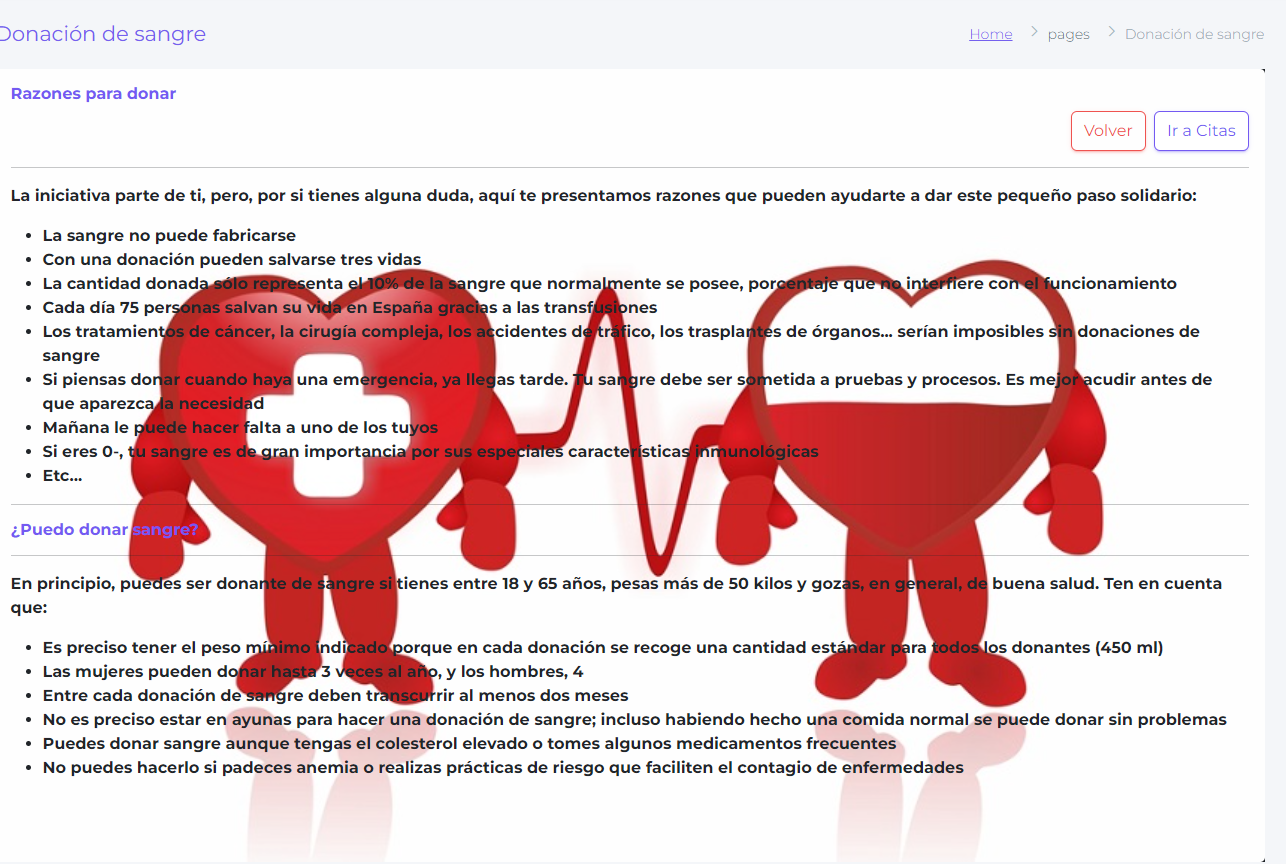 Donación de sangre
Home > pages > Donación de sangre
Razones para donar
Volver
Ir a Citas
La iniciativa parte de ti, pero, por si tienes alguna duda, aquí te presentamos razones que pueden ayudarte a dar este pequeño paso solidario:
• La sangre no puede fabricarse
• Con una donación pueden salvarse tres vidas
• La cantidad donada sólo representa el 10% de la sangre que normalmente se posee, porcentaje que no interfiere con el funcionamiento
• Cada día 75 personas salvan su vida en España gracias a las transfusiones
• Los tratamientos de cáncer, la cirugía compleja, los accidentes de tráfico, los trasplantes de órganos... serían imposibles sin donaciones de
sangre
• Si piensas donar cuando haya una emergencia, ya llegas tarde. Tu sangre debe ser sometida a pruebas y procesos. Es mejor acudir antes de
que aparezca la necesidad
• Mañana le puede hacer falta a uno de los tuyos
• Si eres 0-, tu sangre es de gran importancia por sus especiales características inmunológicas
• Etc...
¿Puedo donar sangre?
En principio, puedes ser donante de sangre si tienes entre 18 y 65 años, pesas más de 50 kilos y gozas, en general, de buena salud. Ten en cuenta
que:
• Es preciso tener el peso mínimo indicado porque en cada donación se recoge una cantidad estándar para todos los donantes (450 ml)
• Las mujeres pueden donar hasta 3 veces al año, y los hombres, 4
• Entre cada donación de sangre deben transcurrir al menos dos meses
• No es preciso estar en ayunas para hacer una donación de sangre; incluso habiendo hecho una comida normal se puede donar sin problemas
• Puedes donar sangre aunque tengas el colesterol elevado o tomes algunos medicamentos frecuentes
• No puedes hacerlo si padeces anemia o realizas prácticas de riesgo que faciliten el contagio de enfermedades